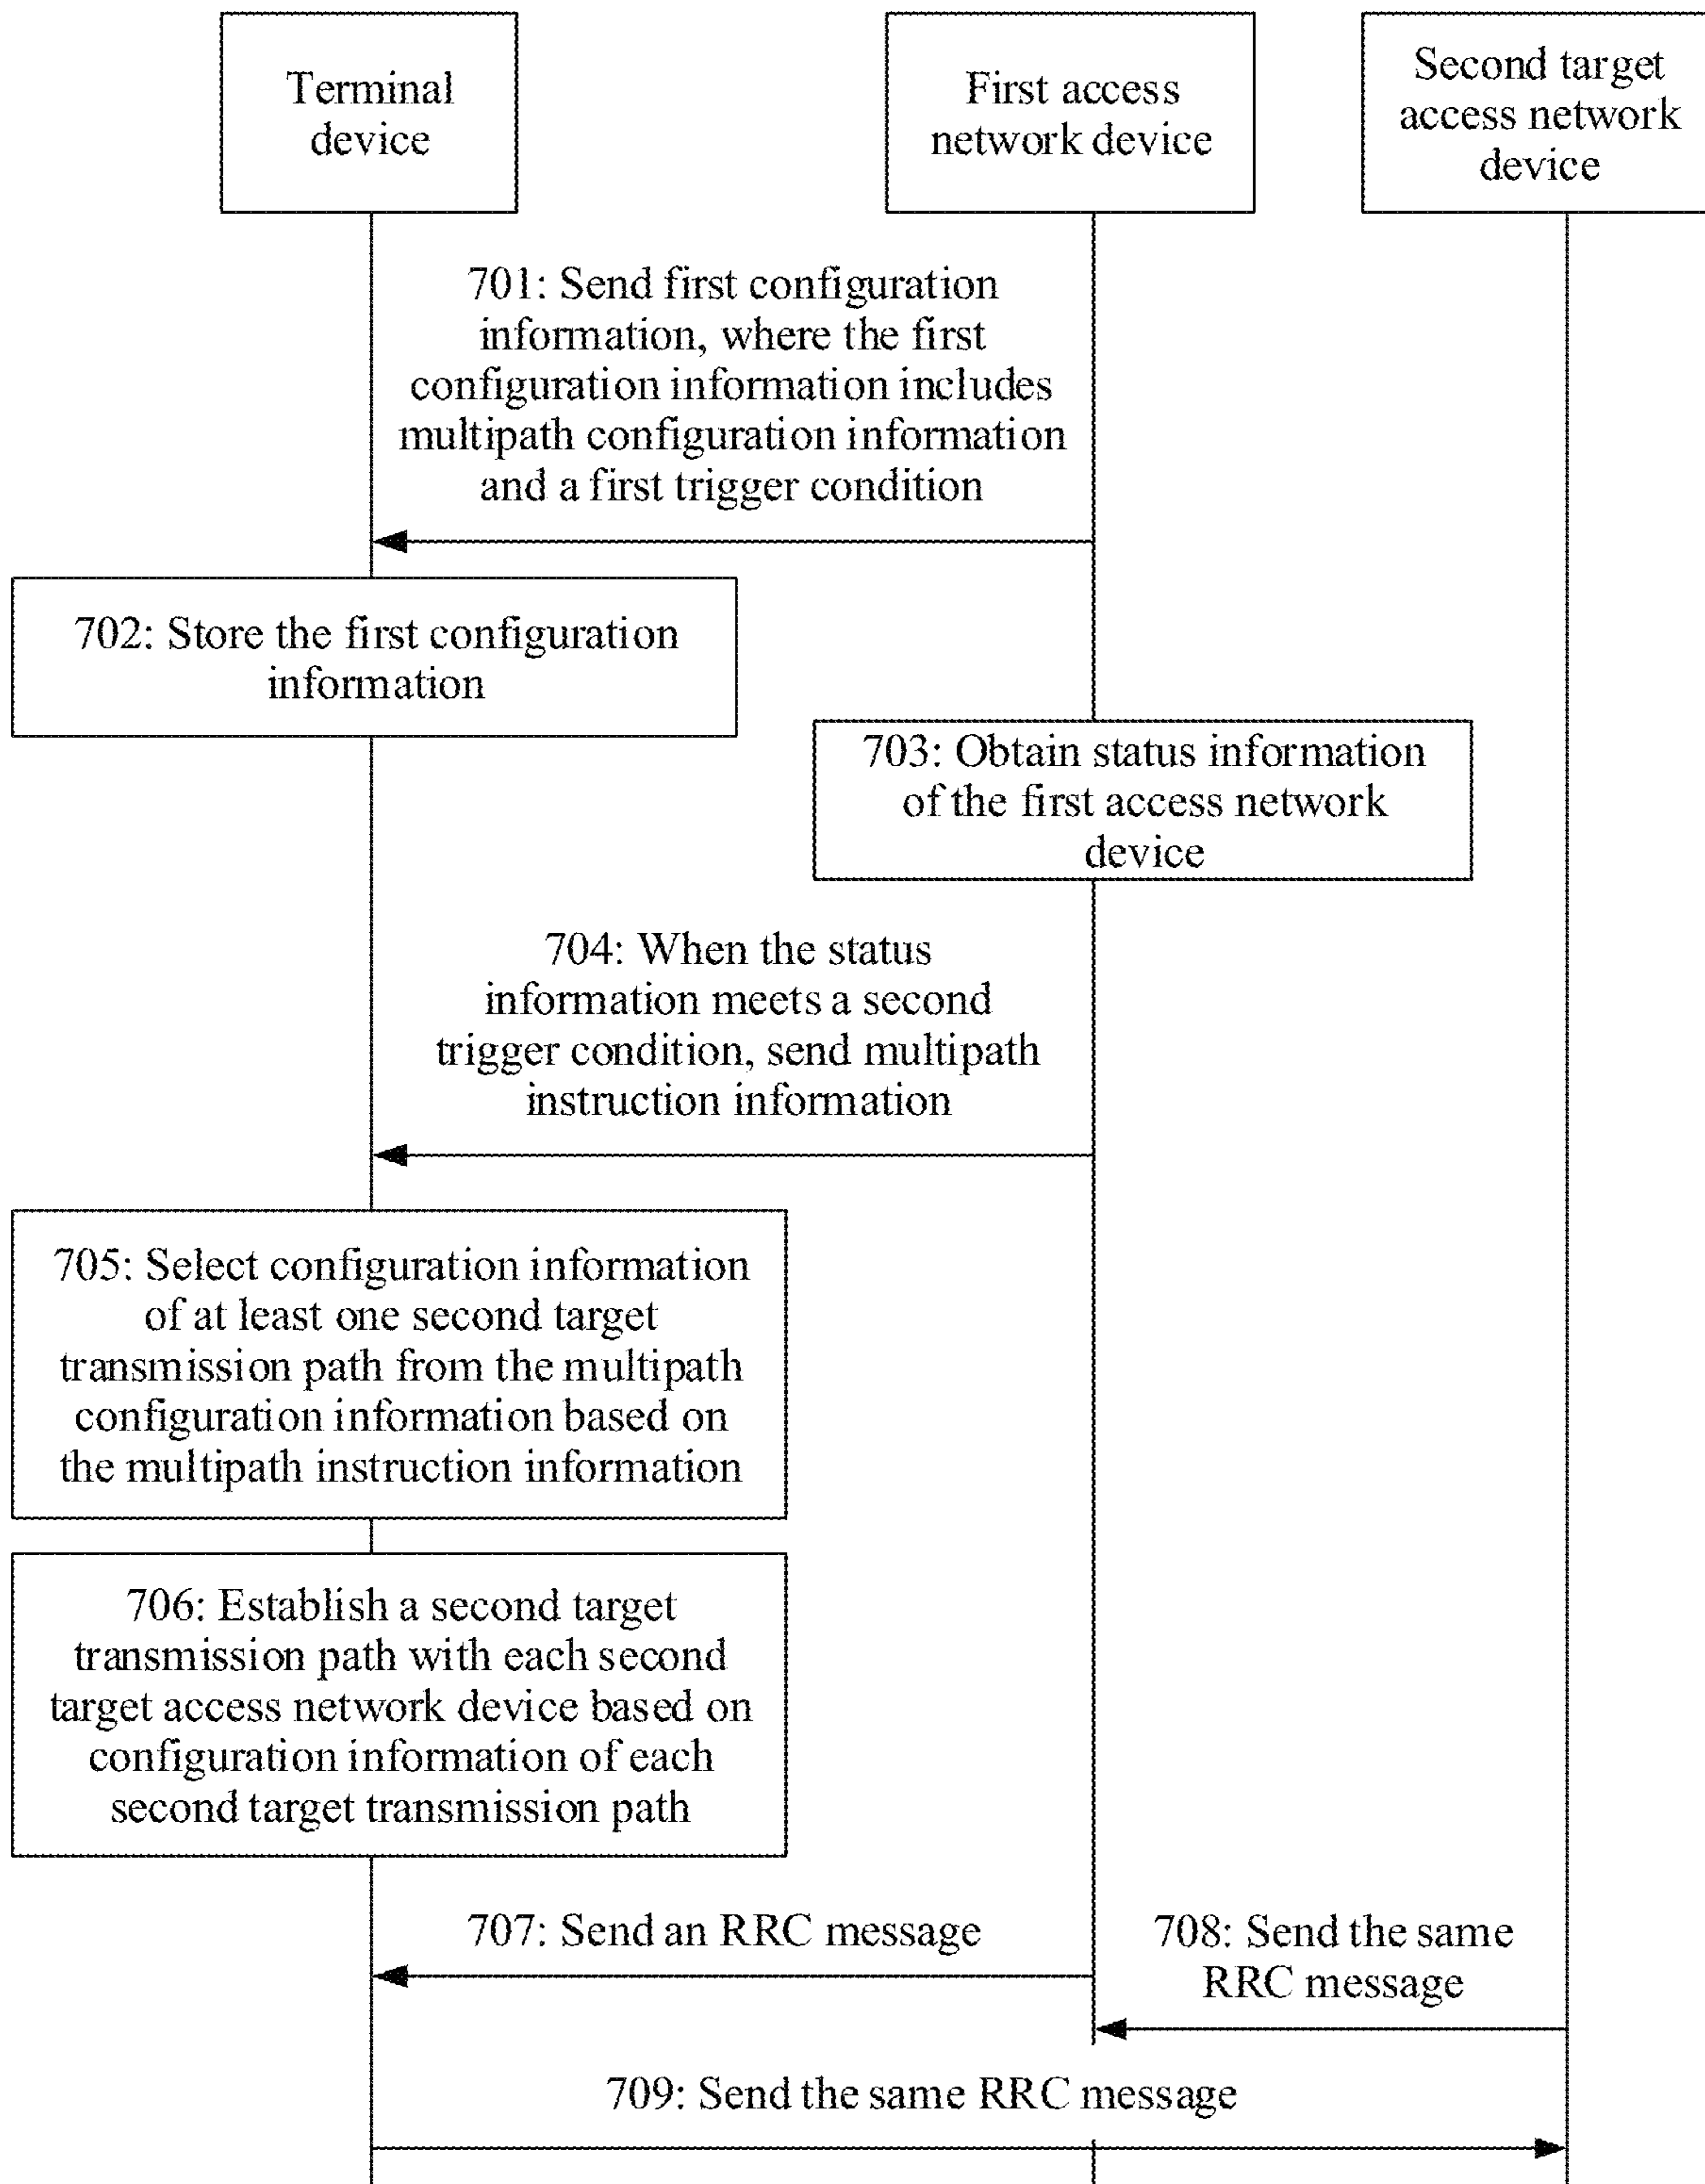 Terminal
device
First access
network device
Second target
access network
device
701: Send first configuration
information, where the first
configuration information includes
multipath configuration information
and a first trigger condition
702: Store the first configuration
information
703: Obtain status information
of the first access network
device
704: When the status
information meets a second
trigger condition, send multipath
instruction information
705: Select configuration information
of at least one second target
transmission path from the multipath
configuration information based on
the multipath instruction information
706: Establish a second target
transmission path with each second
target access network device based on
configuration information of each
second target transmission path
707: Send an RRC message
708: Send the same
RRC message
709: Send the same RRC message